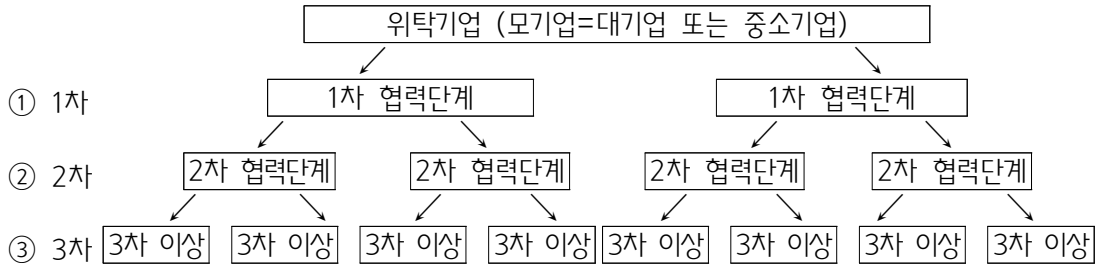 위탁기업 (모기업=대기업 또는 중소기업)
① 1차 1차 협력단계 1차 협력단계
② 2차 2차 협력단계 2차 협력단계 2차 협력단계 2차 협력단계
③ 3차 3차 이상 3차 이상 3차 이상 3차 이상 3차 이상 3차 이상 3차 이상 3차 이상